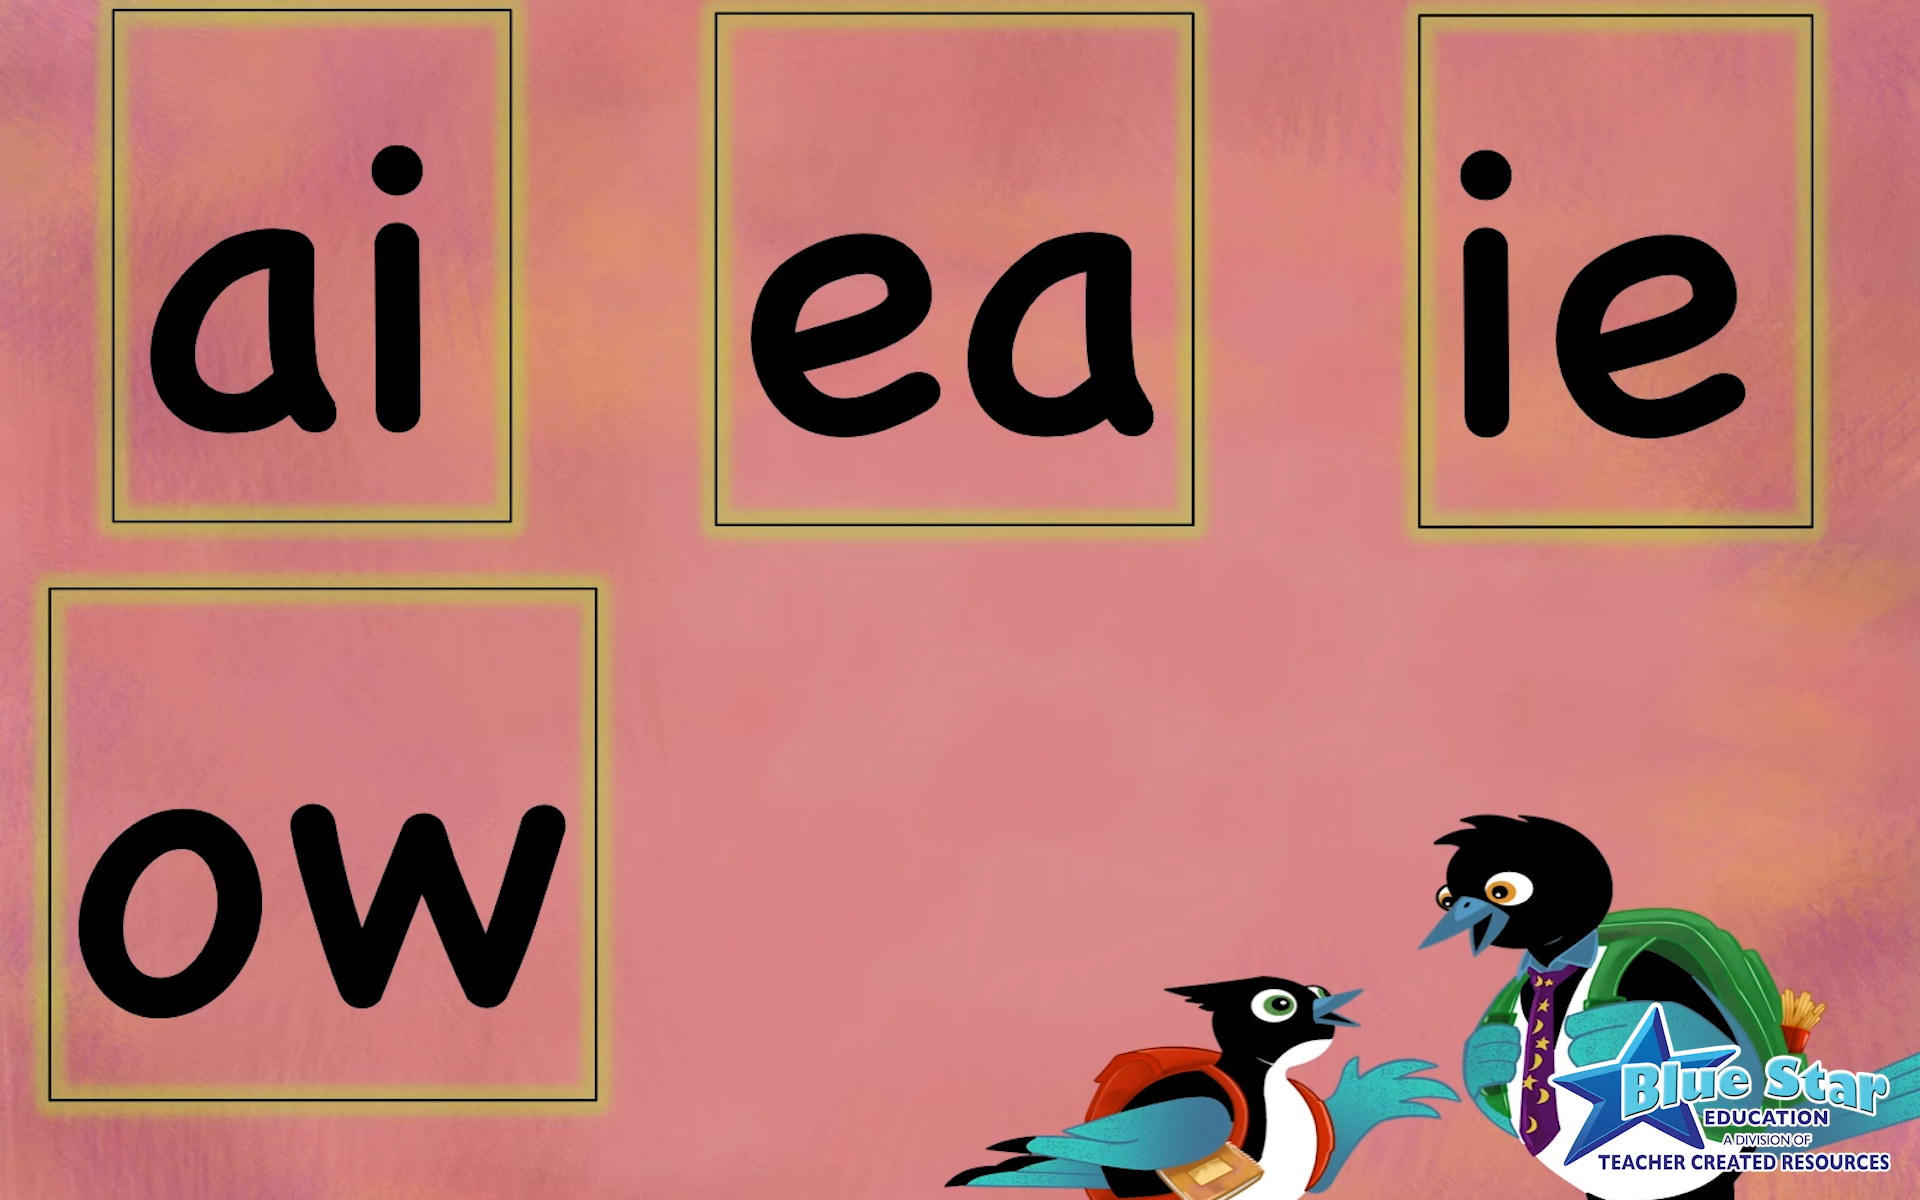 ai ea ie
ow
Blue Star
EDUCATION
A DIVISION OF
TEACHER CREATED RESOURCES